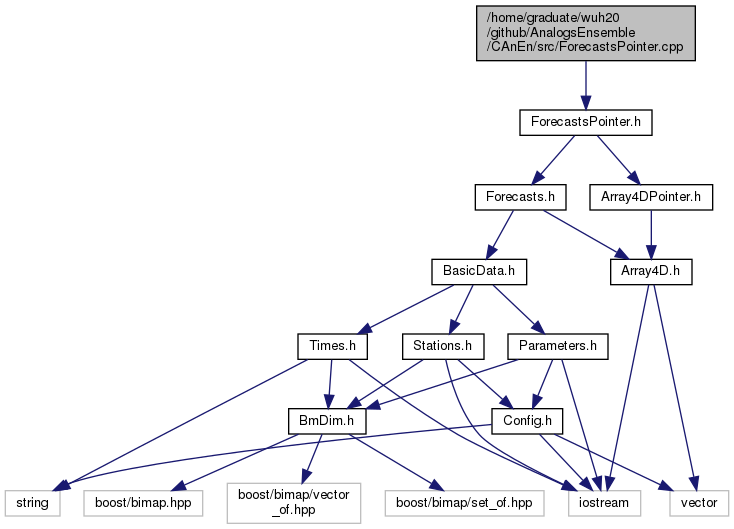 /home/graduate/wuh20
/github/AnalogsEnsemble
/CAnEn/src/ForecastsPointer.cpp
ForecastsPointer.h
Forecasts.h
Array4DPointer.h
BasicData.h
Array4D.h
Times.h
Stations.h
Parameters.h
BmDim.h
Config.h
string
boost/bimap.hpp
boost/bimap/vector
_of.hpp
boost/bimap/set_of.hpp
iostream
vector